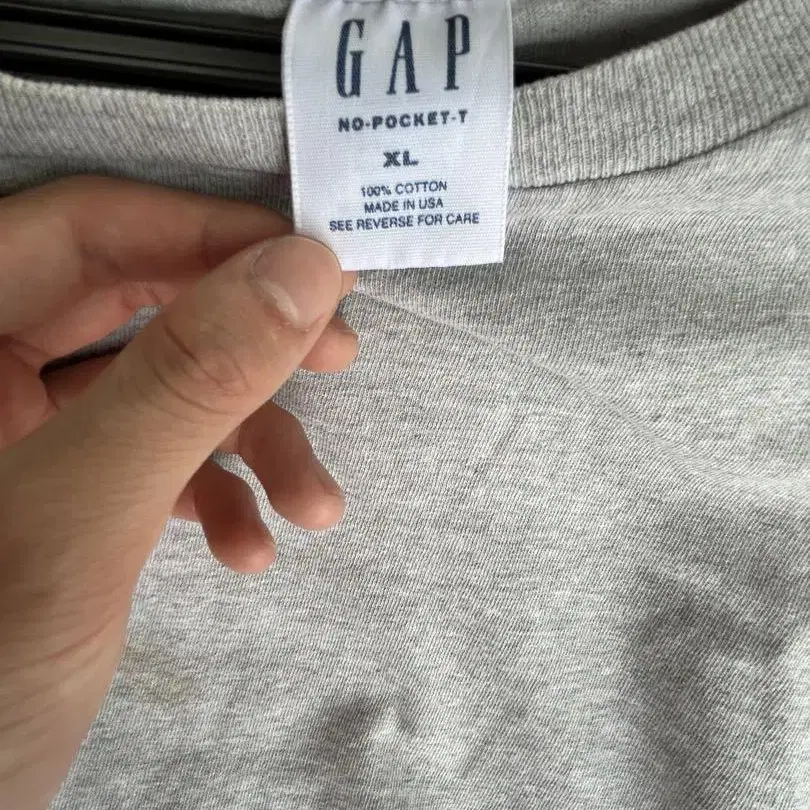 GAP
NO-POCKET-T
XL
100% COTTON
MADE IN USA
SEE REVERSE FOR CARE